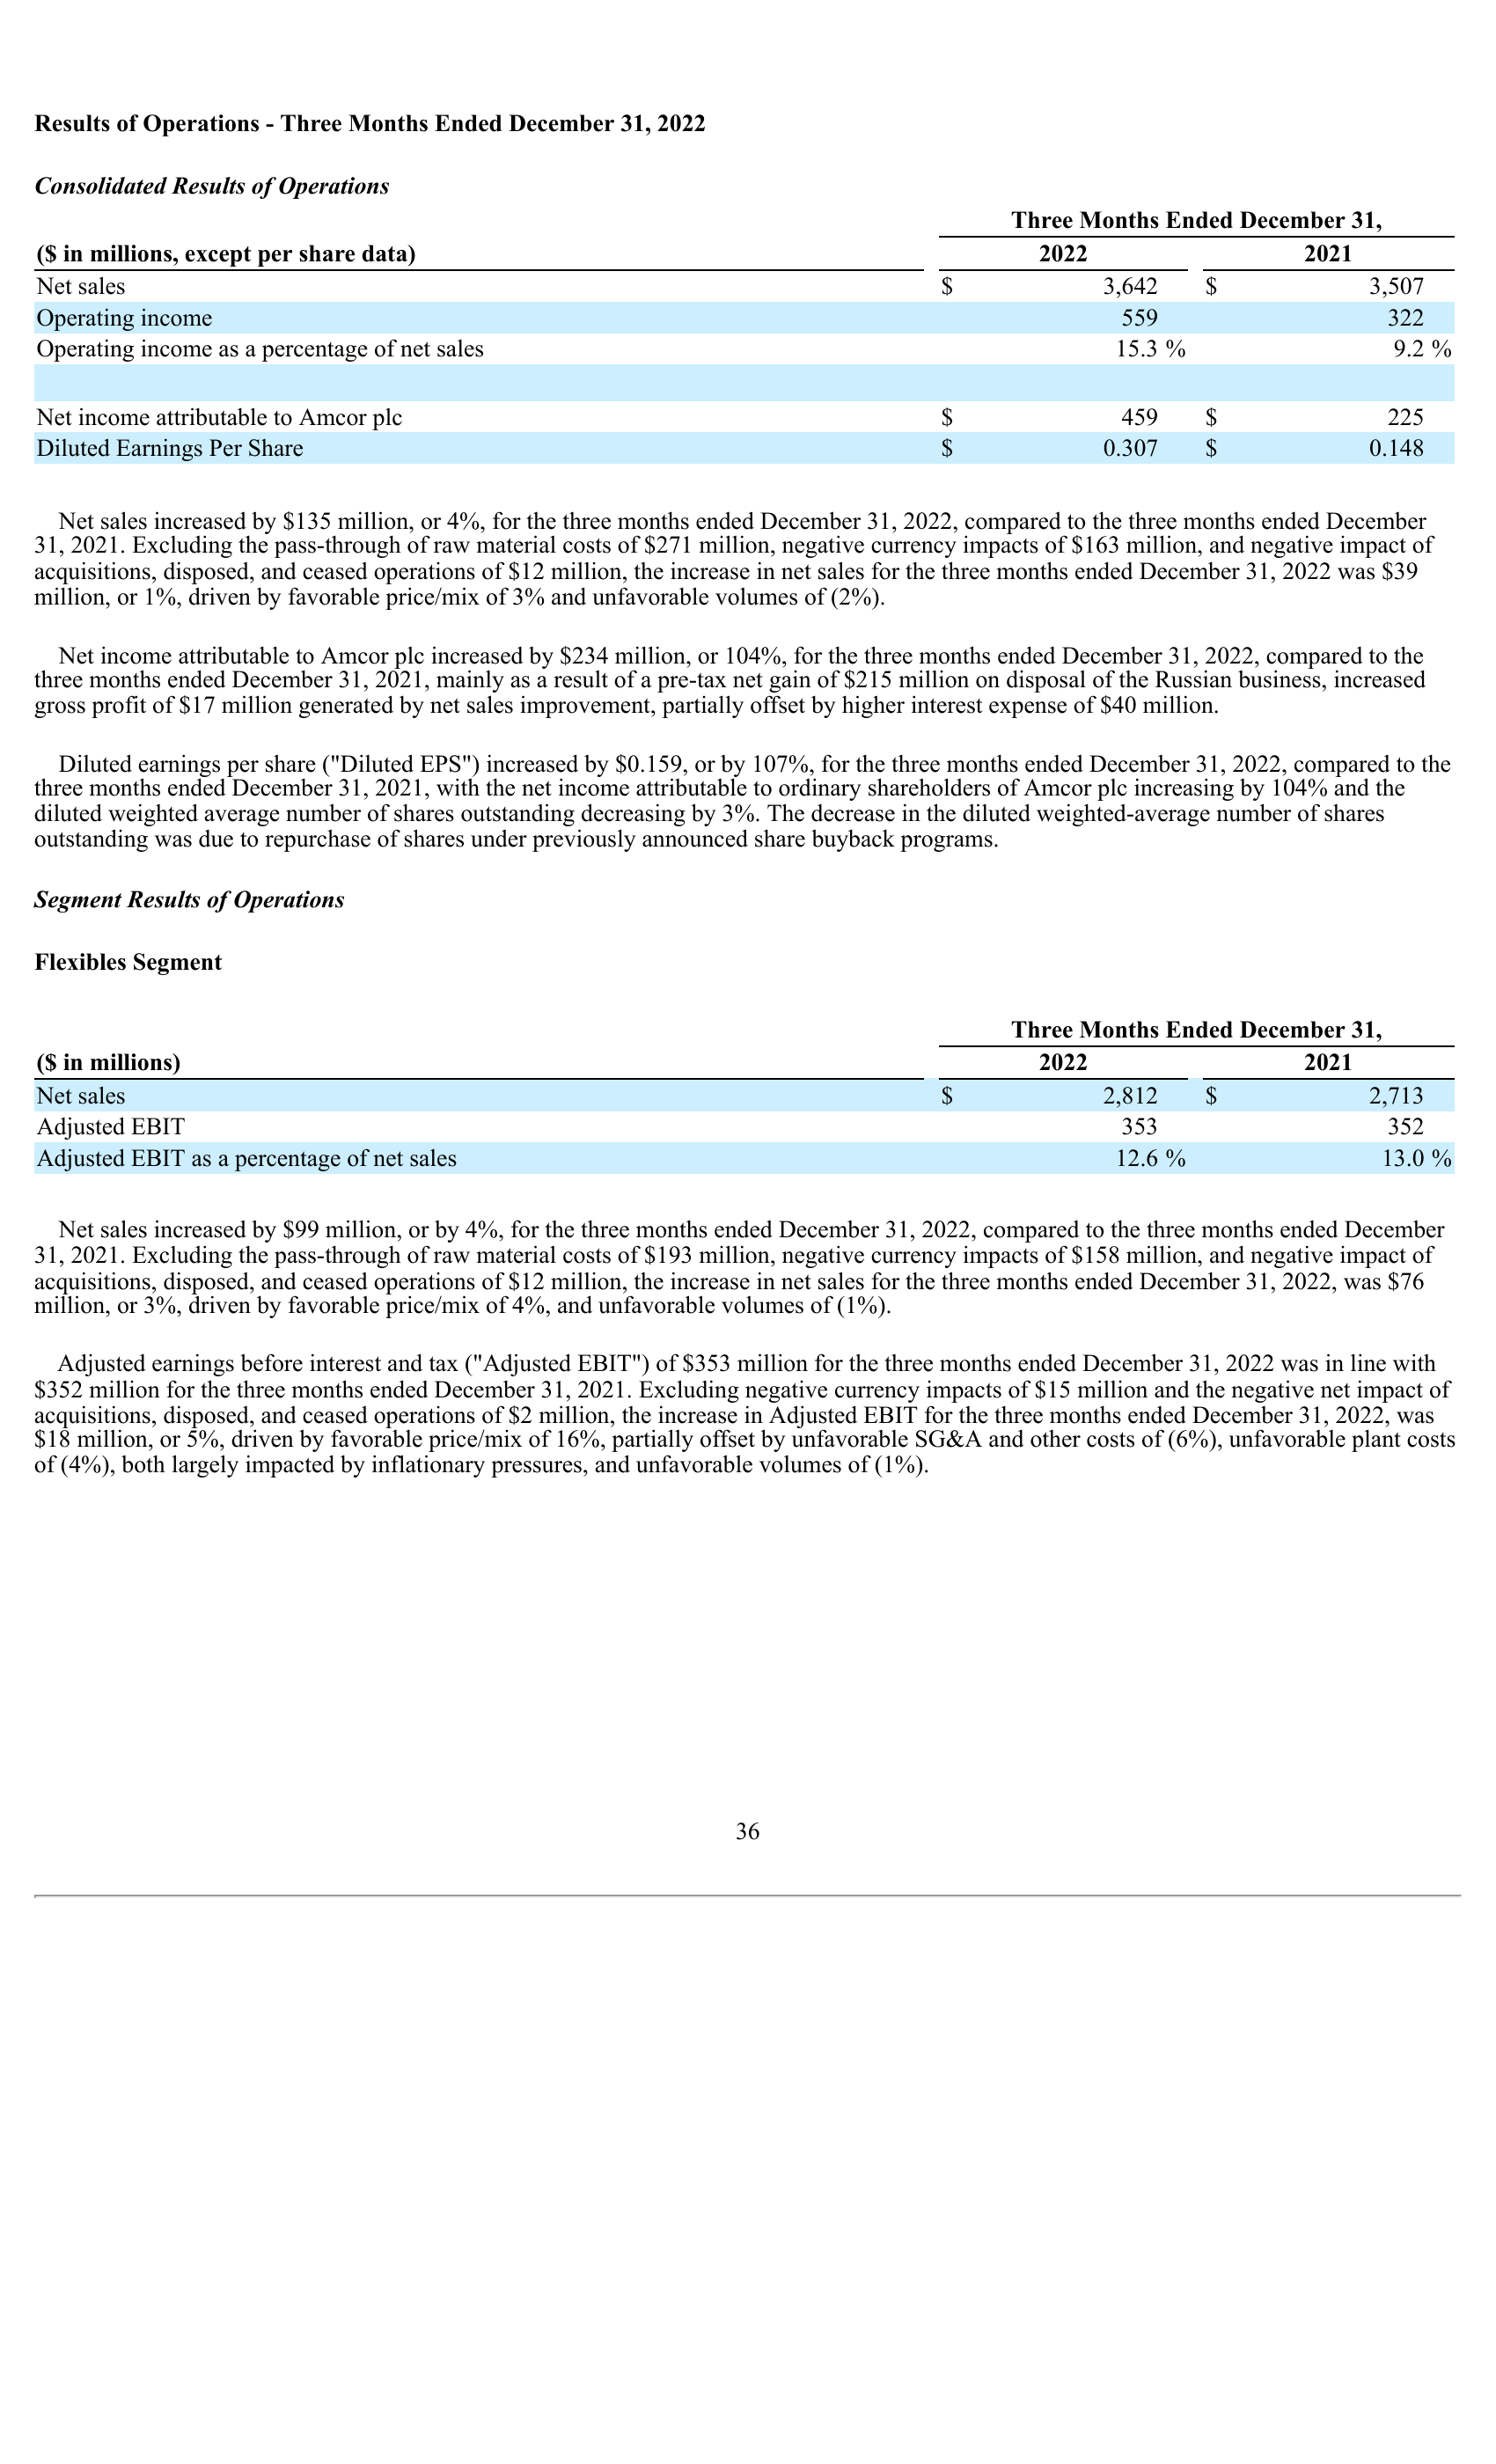 Results of Operations - Three Months Ended December 31, 2022
Consolidated Results of Operations
Three Months Ended December 31,
($ in millions, except per share data) 2022 2021
Net sales $ 3,642 $ 3,507
Operating income 559 322
Operating income as a percentage of net sales 15.3 % 9.2 %
Net income attributable to Amcor plc $ 459 $ 225
Diluted Earnings Per Share $ 0.307 $ 0.148
Net sales increased by $135 million, or 4%, for the three months ended December 31, 2022, compared to the three months ended December
31, 2021. Excluding the pass-through of raw material costs of $271 million, negative currency impacts of $163 million, and negative impact of
acquisitions, disposed, and ceased operations of $12 million, the increase in net sales for the three months ended December 31, 2022 was $39
million, or 1%, driven by favorable price/mix of 3% and unfavorable volumes of (2%).
Net income attributable to Amcor plc increased by $234 million, or 104%, for the three months ended December 31, 2022, compared to the
three months ended December 31, 2021, mainly as a result of a pre-tax net gain of $215 million on disposal of the Russian business, increased
gross profit of $17 million generated by net sales improvement, partially offset by higher interest expense of $40 million.
Diluted earnings per share ("Diluted EPS") increased by $0.159, or by 107%, for the three months ended December 31, 2022, compared to the
three months ended December 31, 2021, with the net income attributable to ordinary shareholders of Amcor plc increasing by 104% and the
diluted weighted average number of shares outstanding decreasing by 3%. The decrease in the diluted weighted-average number of shares
outstanding was due to repurchase of shares under previously announced share buyback programs.
Segment Results of Operations
Flexibles Segment
Three Months Ended December 31,
($ in millions) 2022 2021
Net sales $ 2,812 $ 2,713
Adjusted EBIT 353 352
Adjusted EBIT as a percentage of net sales 12.6 % 13.0 %
Net sales increased by $99 million, or by 4%, for the three months ended December 31, 2022, compared to the three months ended December
31, 2021. Excluding the pass-through of raw material costs of $193 million, negative currency impacts of $158 million, and negative impact of
acquisitions, disposed, and ceased operations of $12 million, the increase in net sales for the three months ended December 31, 2022, was $76
million, or 3%, driven by favorable price/mix of 4%, and unfavorable volumes of (1%).
Adjusted earnings before interest and tax ("Adjusted EBIT") of $353 million for the three months ended December 31, 2022 was in line with
$352 million for the three months ended December 31, 2021. Excluding negative currency impacts of $15 million and the negative net impact of
acquisitions, disposed, and ceased operations of $2 million, the increase in Adjusted EBIT for the three months ended December 31, 2022, was
$18 million, or 5%, driven by favorable price/mix of 16%, partially offset by unfavorable SG&A and other costs of (6%), unfavorable plant costs
of (4%), both largely impacted by inflationary pressures, and unfavorable volumes of (1%).
36